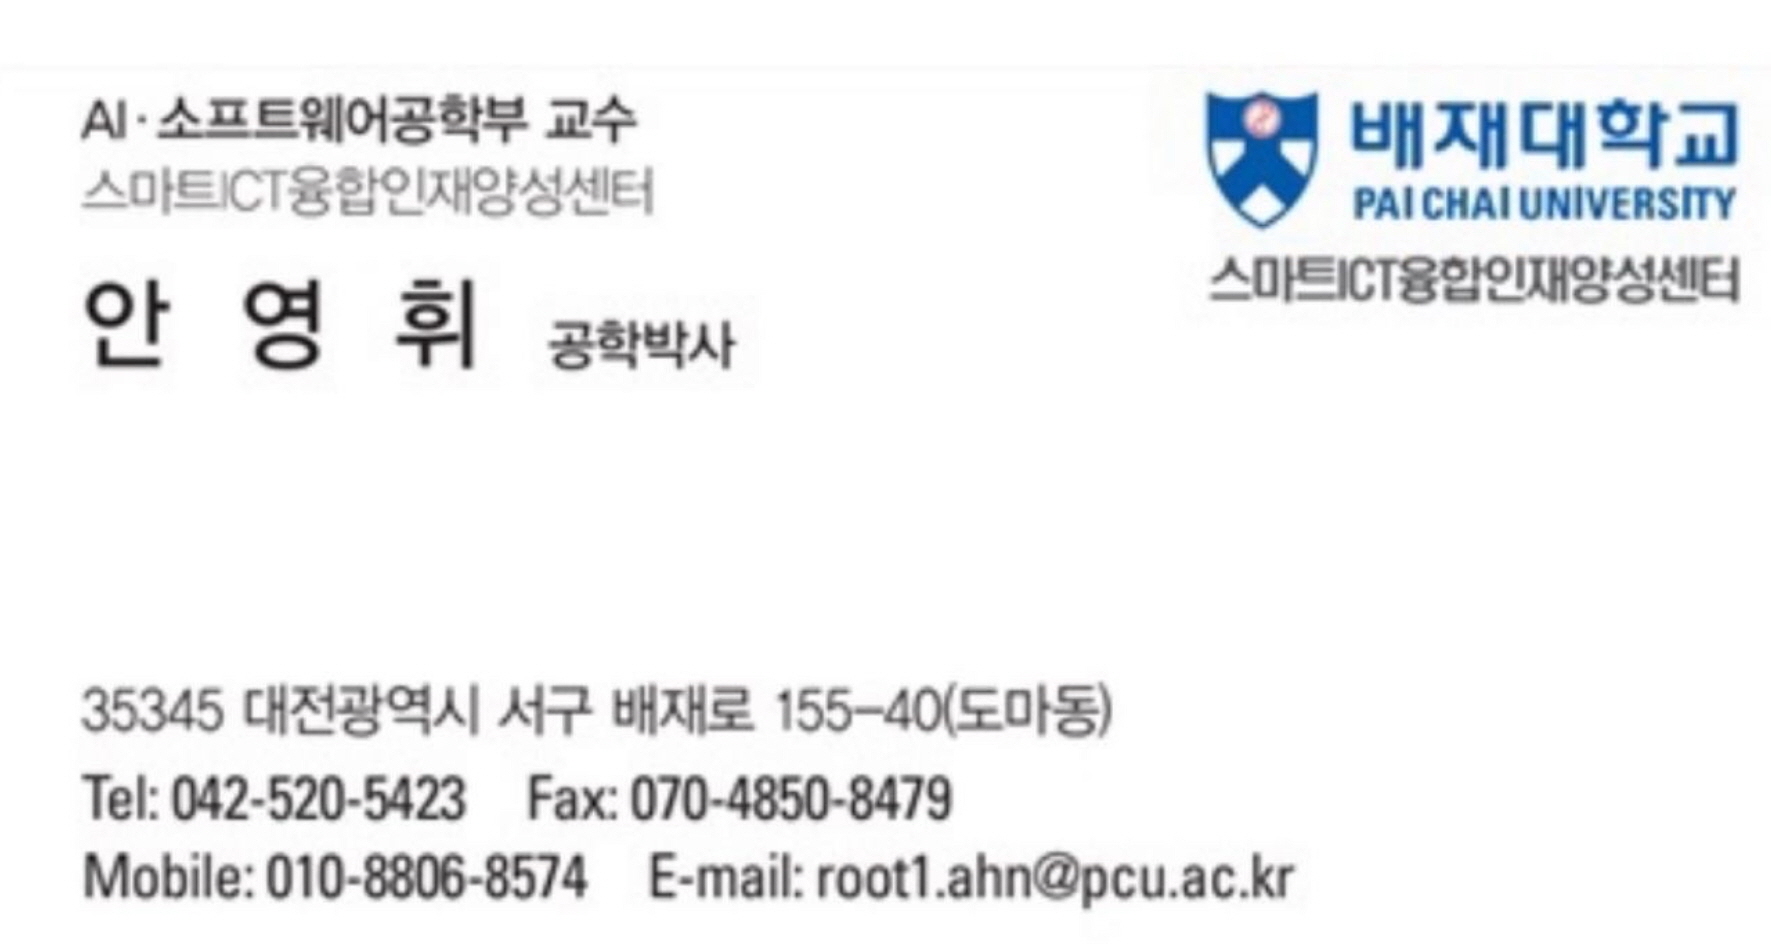 AI·소프트웨어공학부 교수
스마트ICT융합인재양성센터
안 영 휘 공학박사
배재대학교
PAI CHAI UNIVERSITY
스마트ICT융합인재양성센터
35345 대전광역시 서구 배재로 155-40(도마동)
Tel: 042-520-5423 Fax: 070-4850-8479
Mobile: 010-8806-8574 E-mail: root1.ahn@pcu.ac.kr